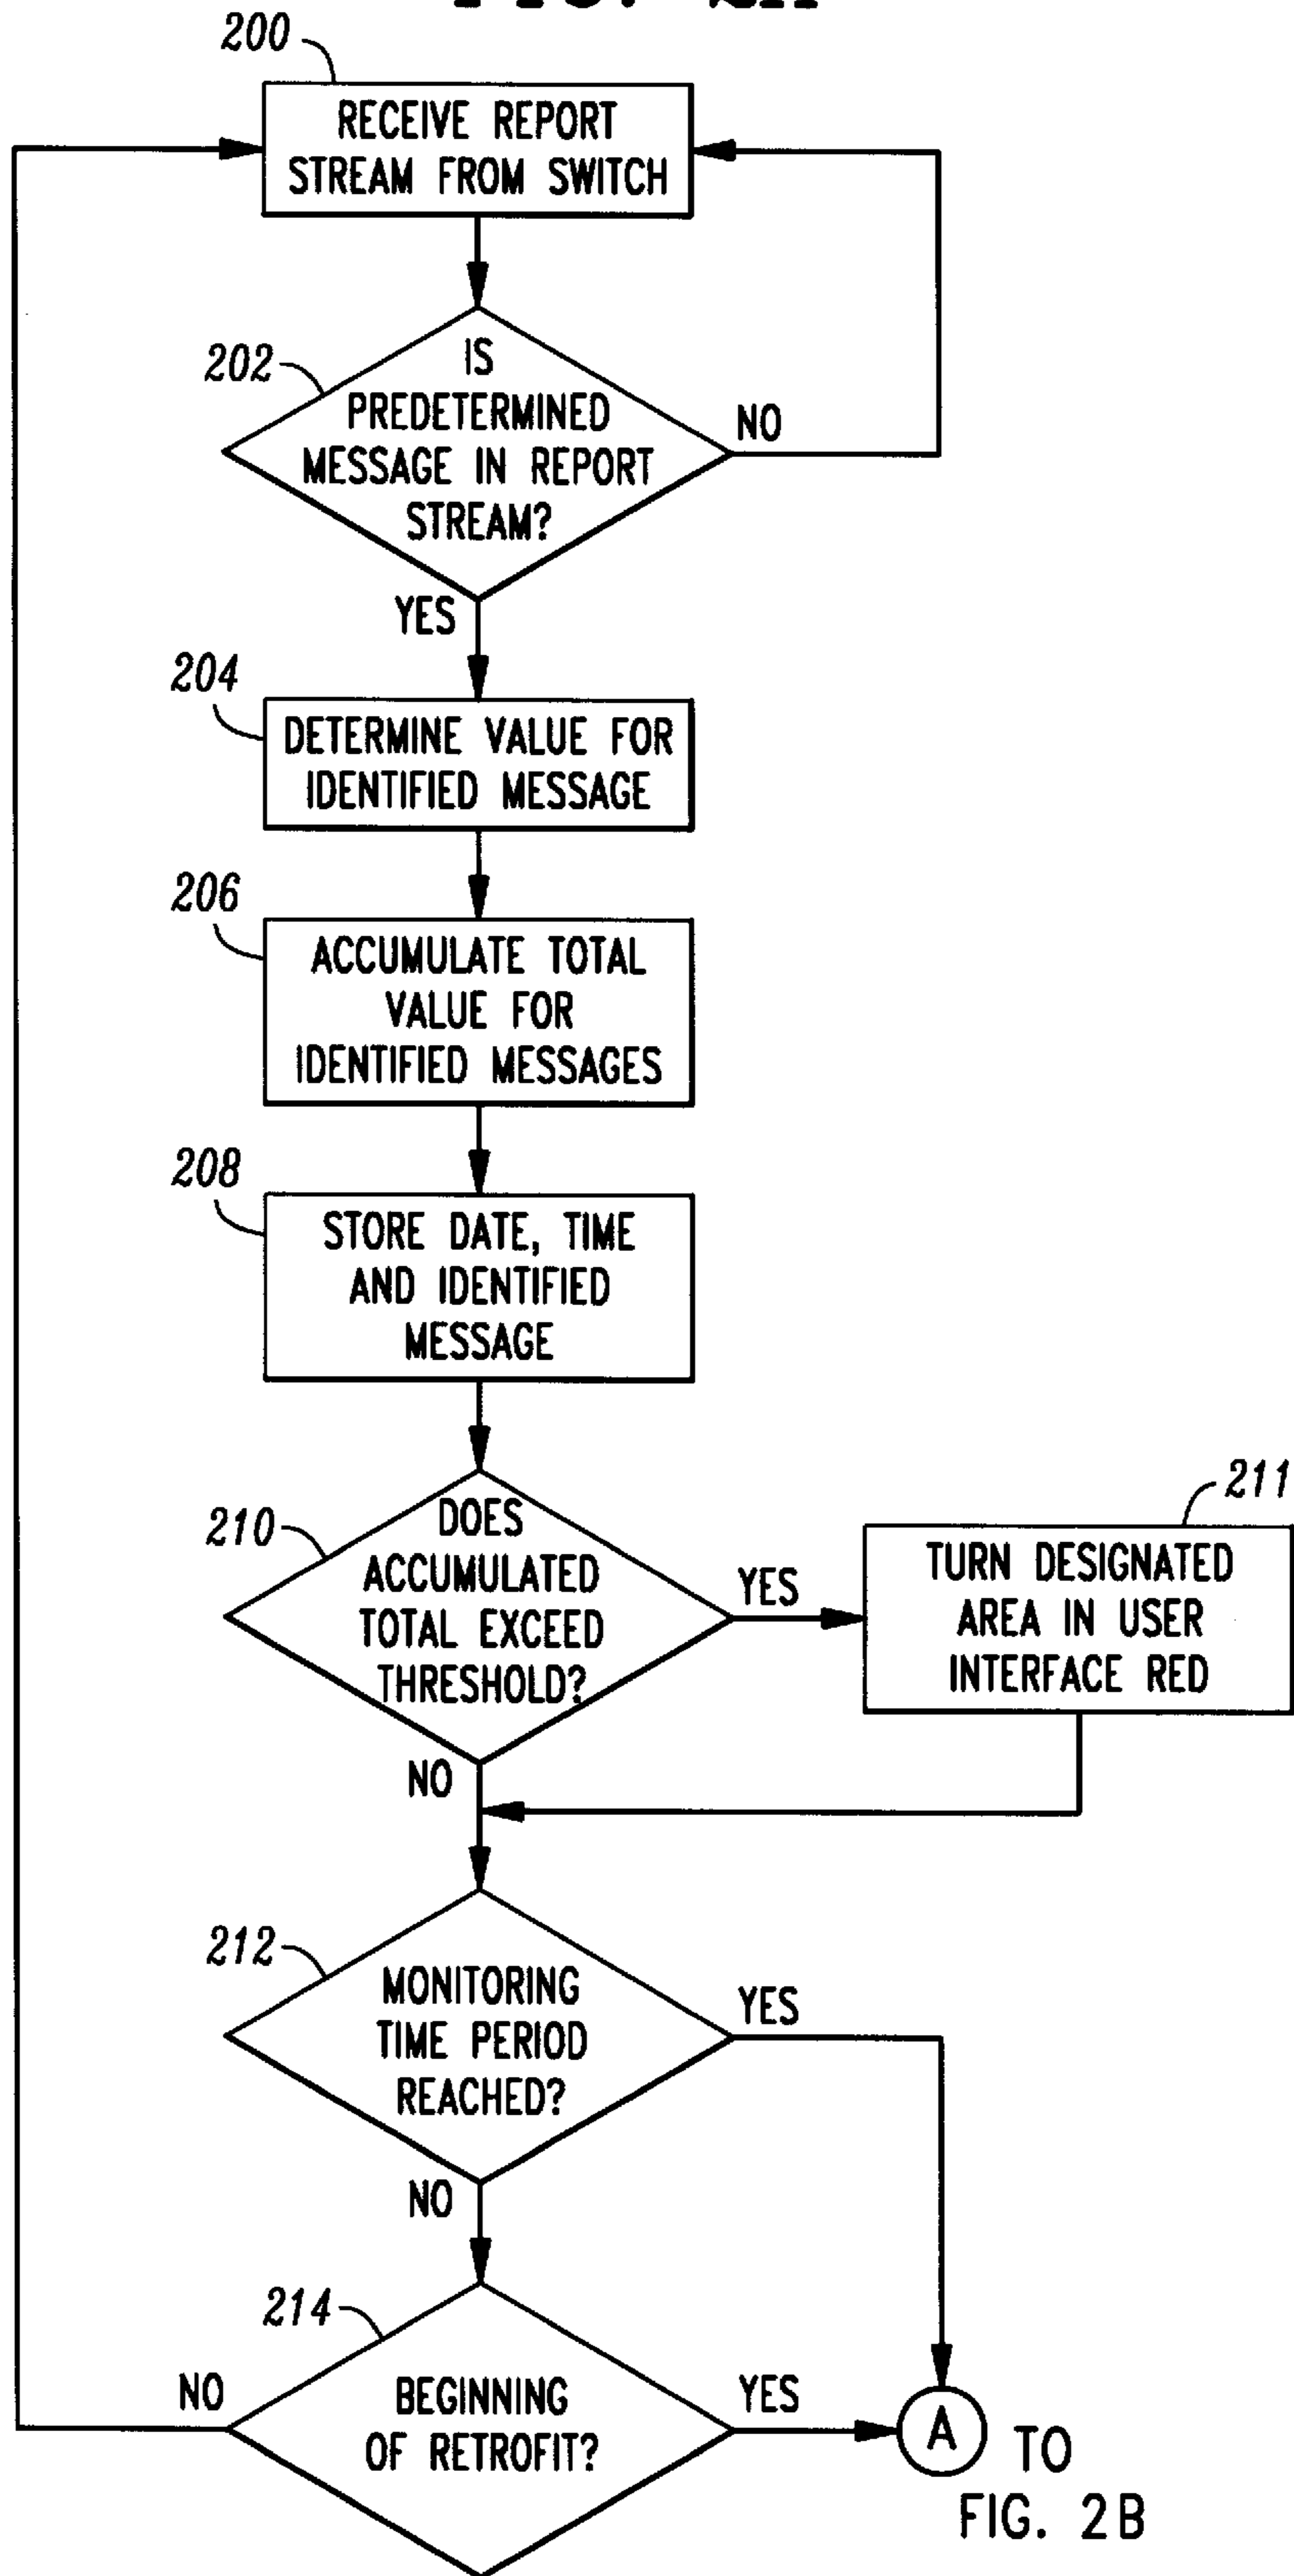 200
RECEIVE REPORT
STREAM FROM SWITCH
202
IS
PREDETERMINED
MESSAGE IN REPORT
STREAM?
NO
YES
204
DETERMINE VALUE FOR
IDENTIFIED MESSAGE
206
ACCUMULATE TOTAL
VALUE FOR
IDENTIFIED MESSAGES
208
STORE DATE, TIME
AND IDENTIFIED
MESSAGE
210
DOES
ACCUMULATED
TOTAL EXCEED
THRESHOLD?
YES
NO
211
TURN DESIGNATED
AREA IN USER
INTERFACE RED
212
MONITORING
TIME PERIOD
REACHED?
YES
NO
214
BEGINNING
OF RETROFIT?
NO
YES
A
TO
FIG. 2B